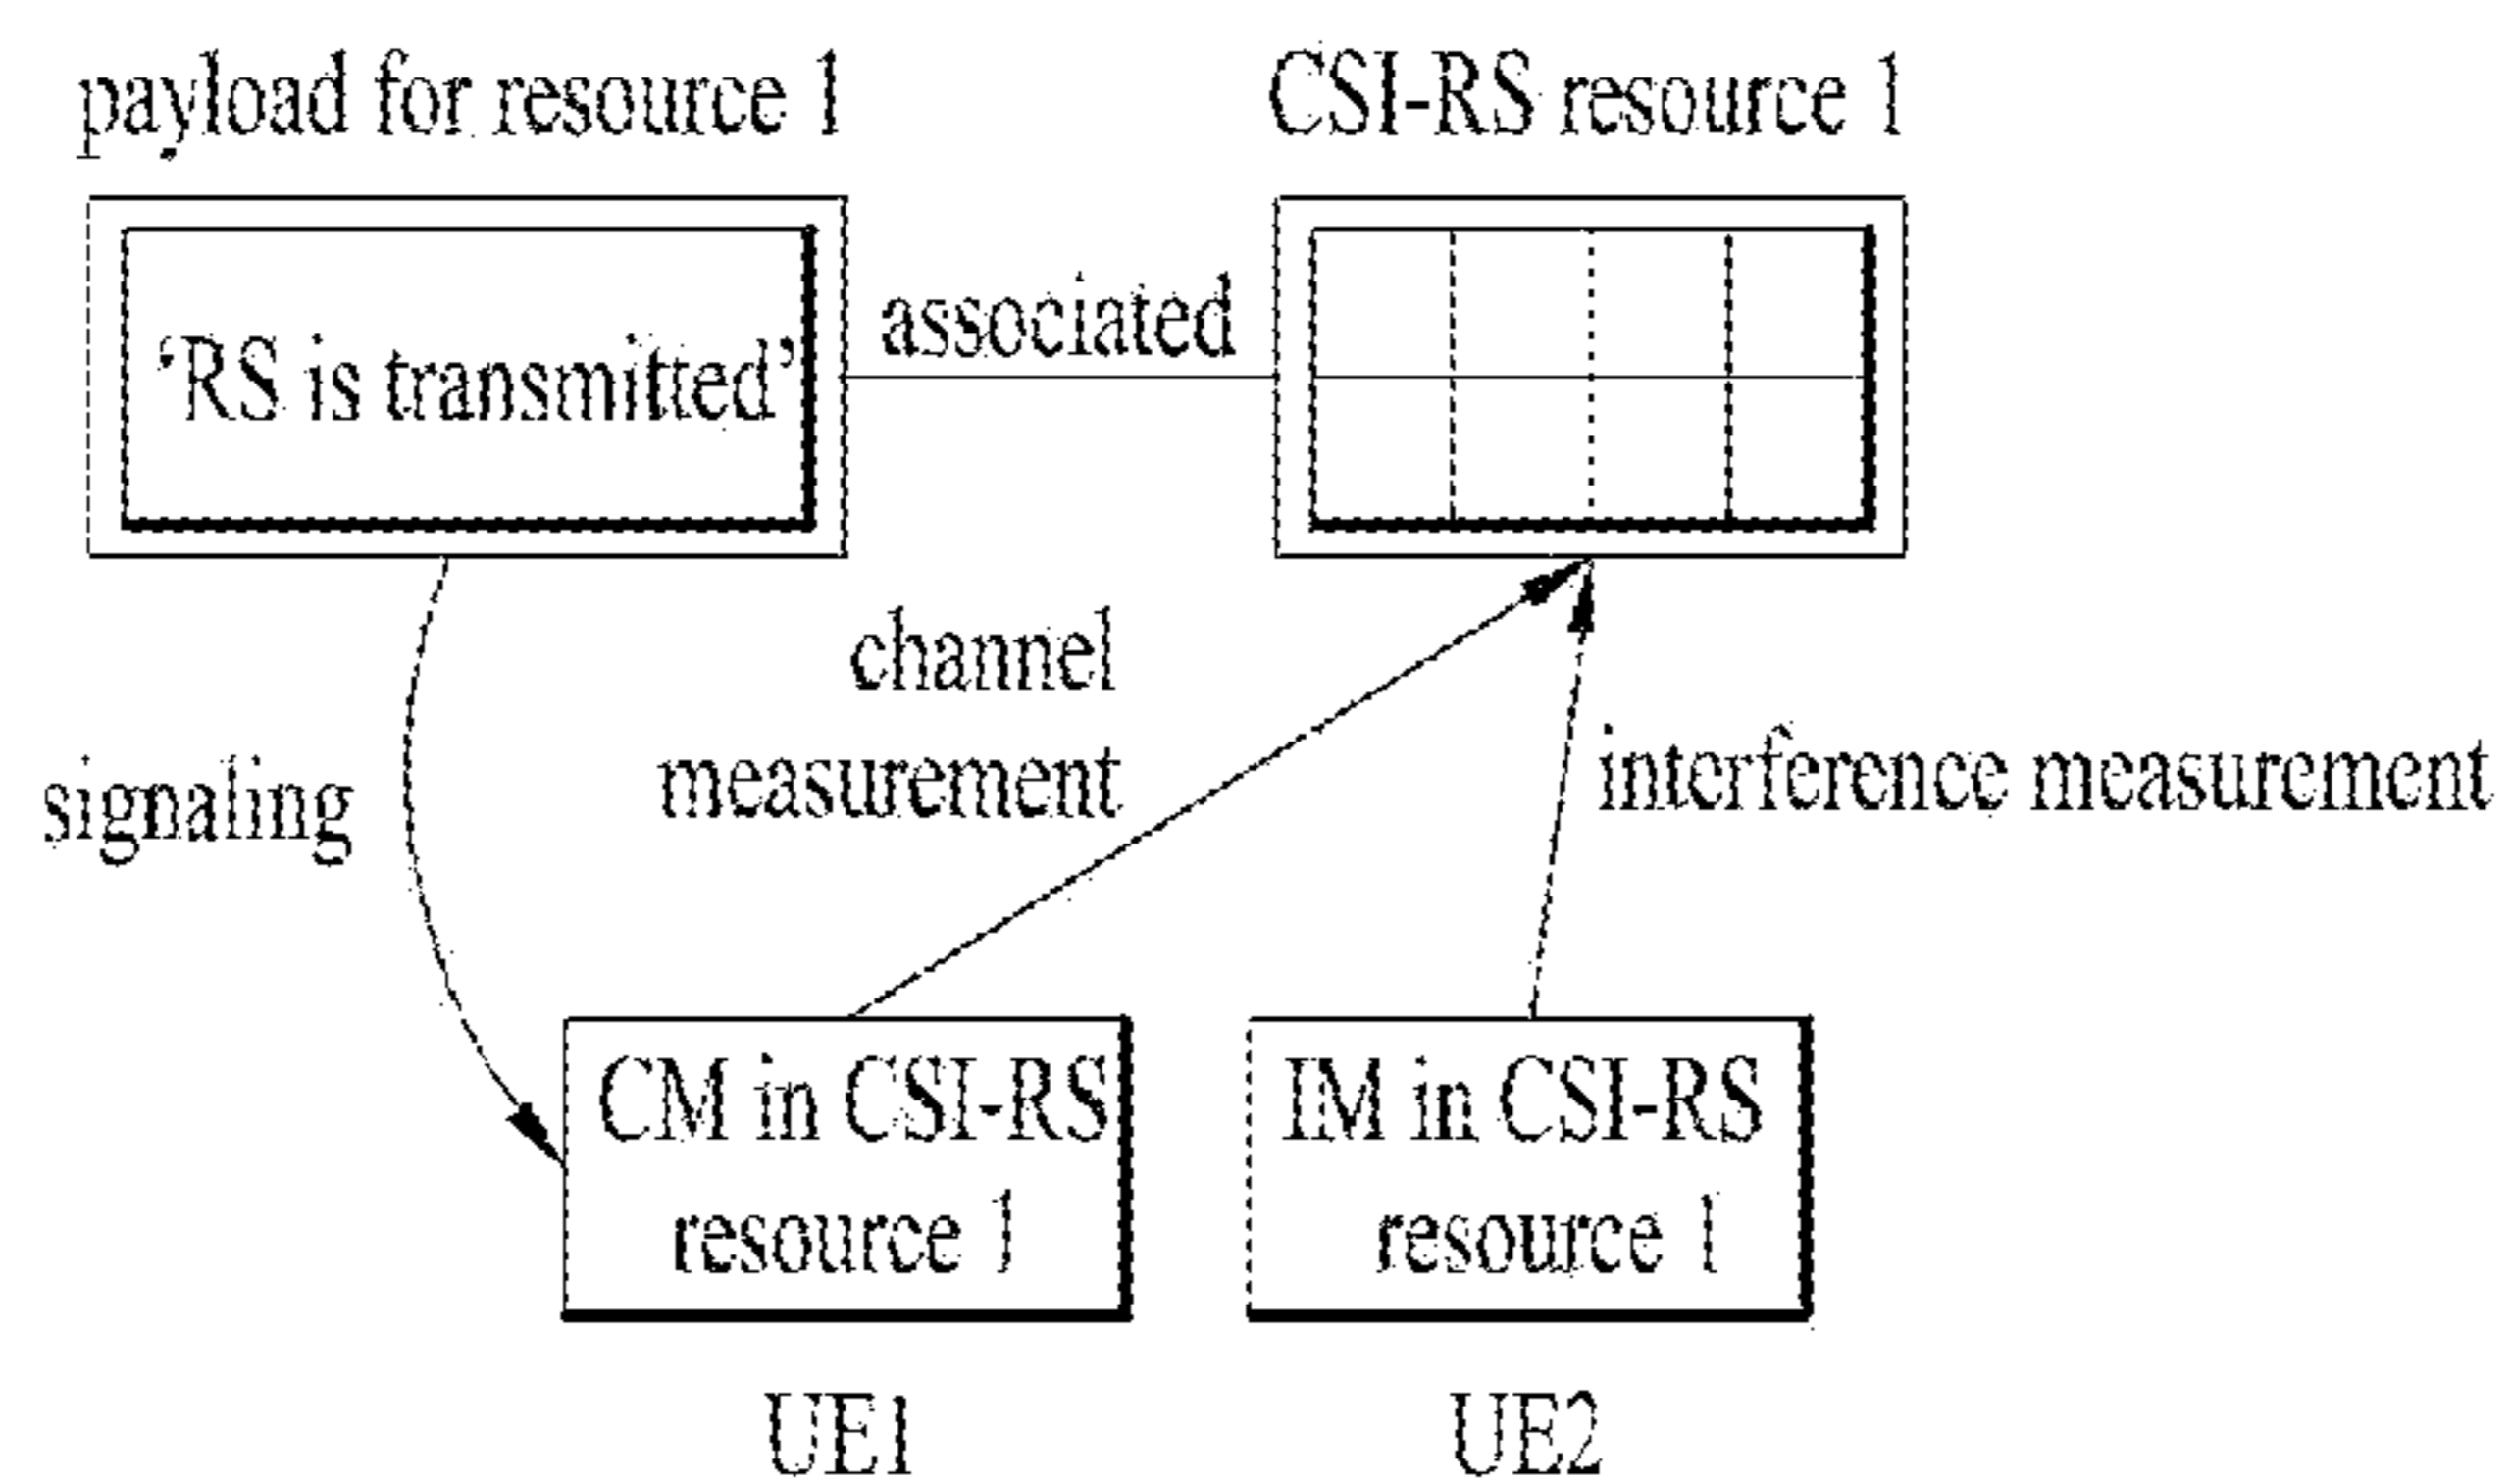 payload for resource 1
CSI-RS resource 1
‘RS is transmitted’
associated
channel
measurement
signaling
interference measurement
CM in CSI-RS
resource 1
IM in CSI-RS
resource 1
UE1
UE2